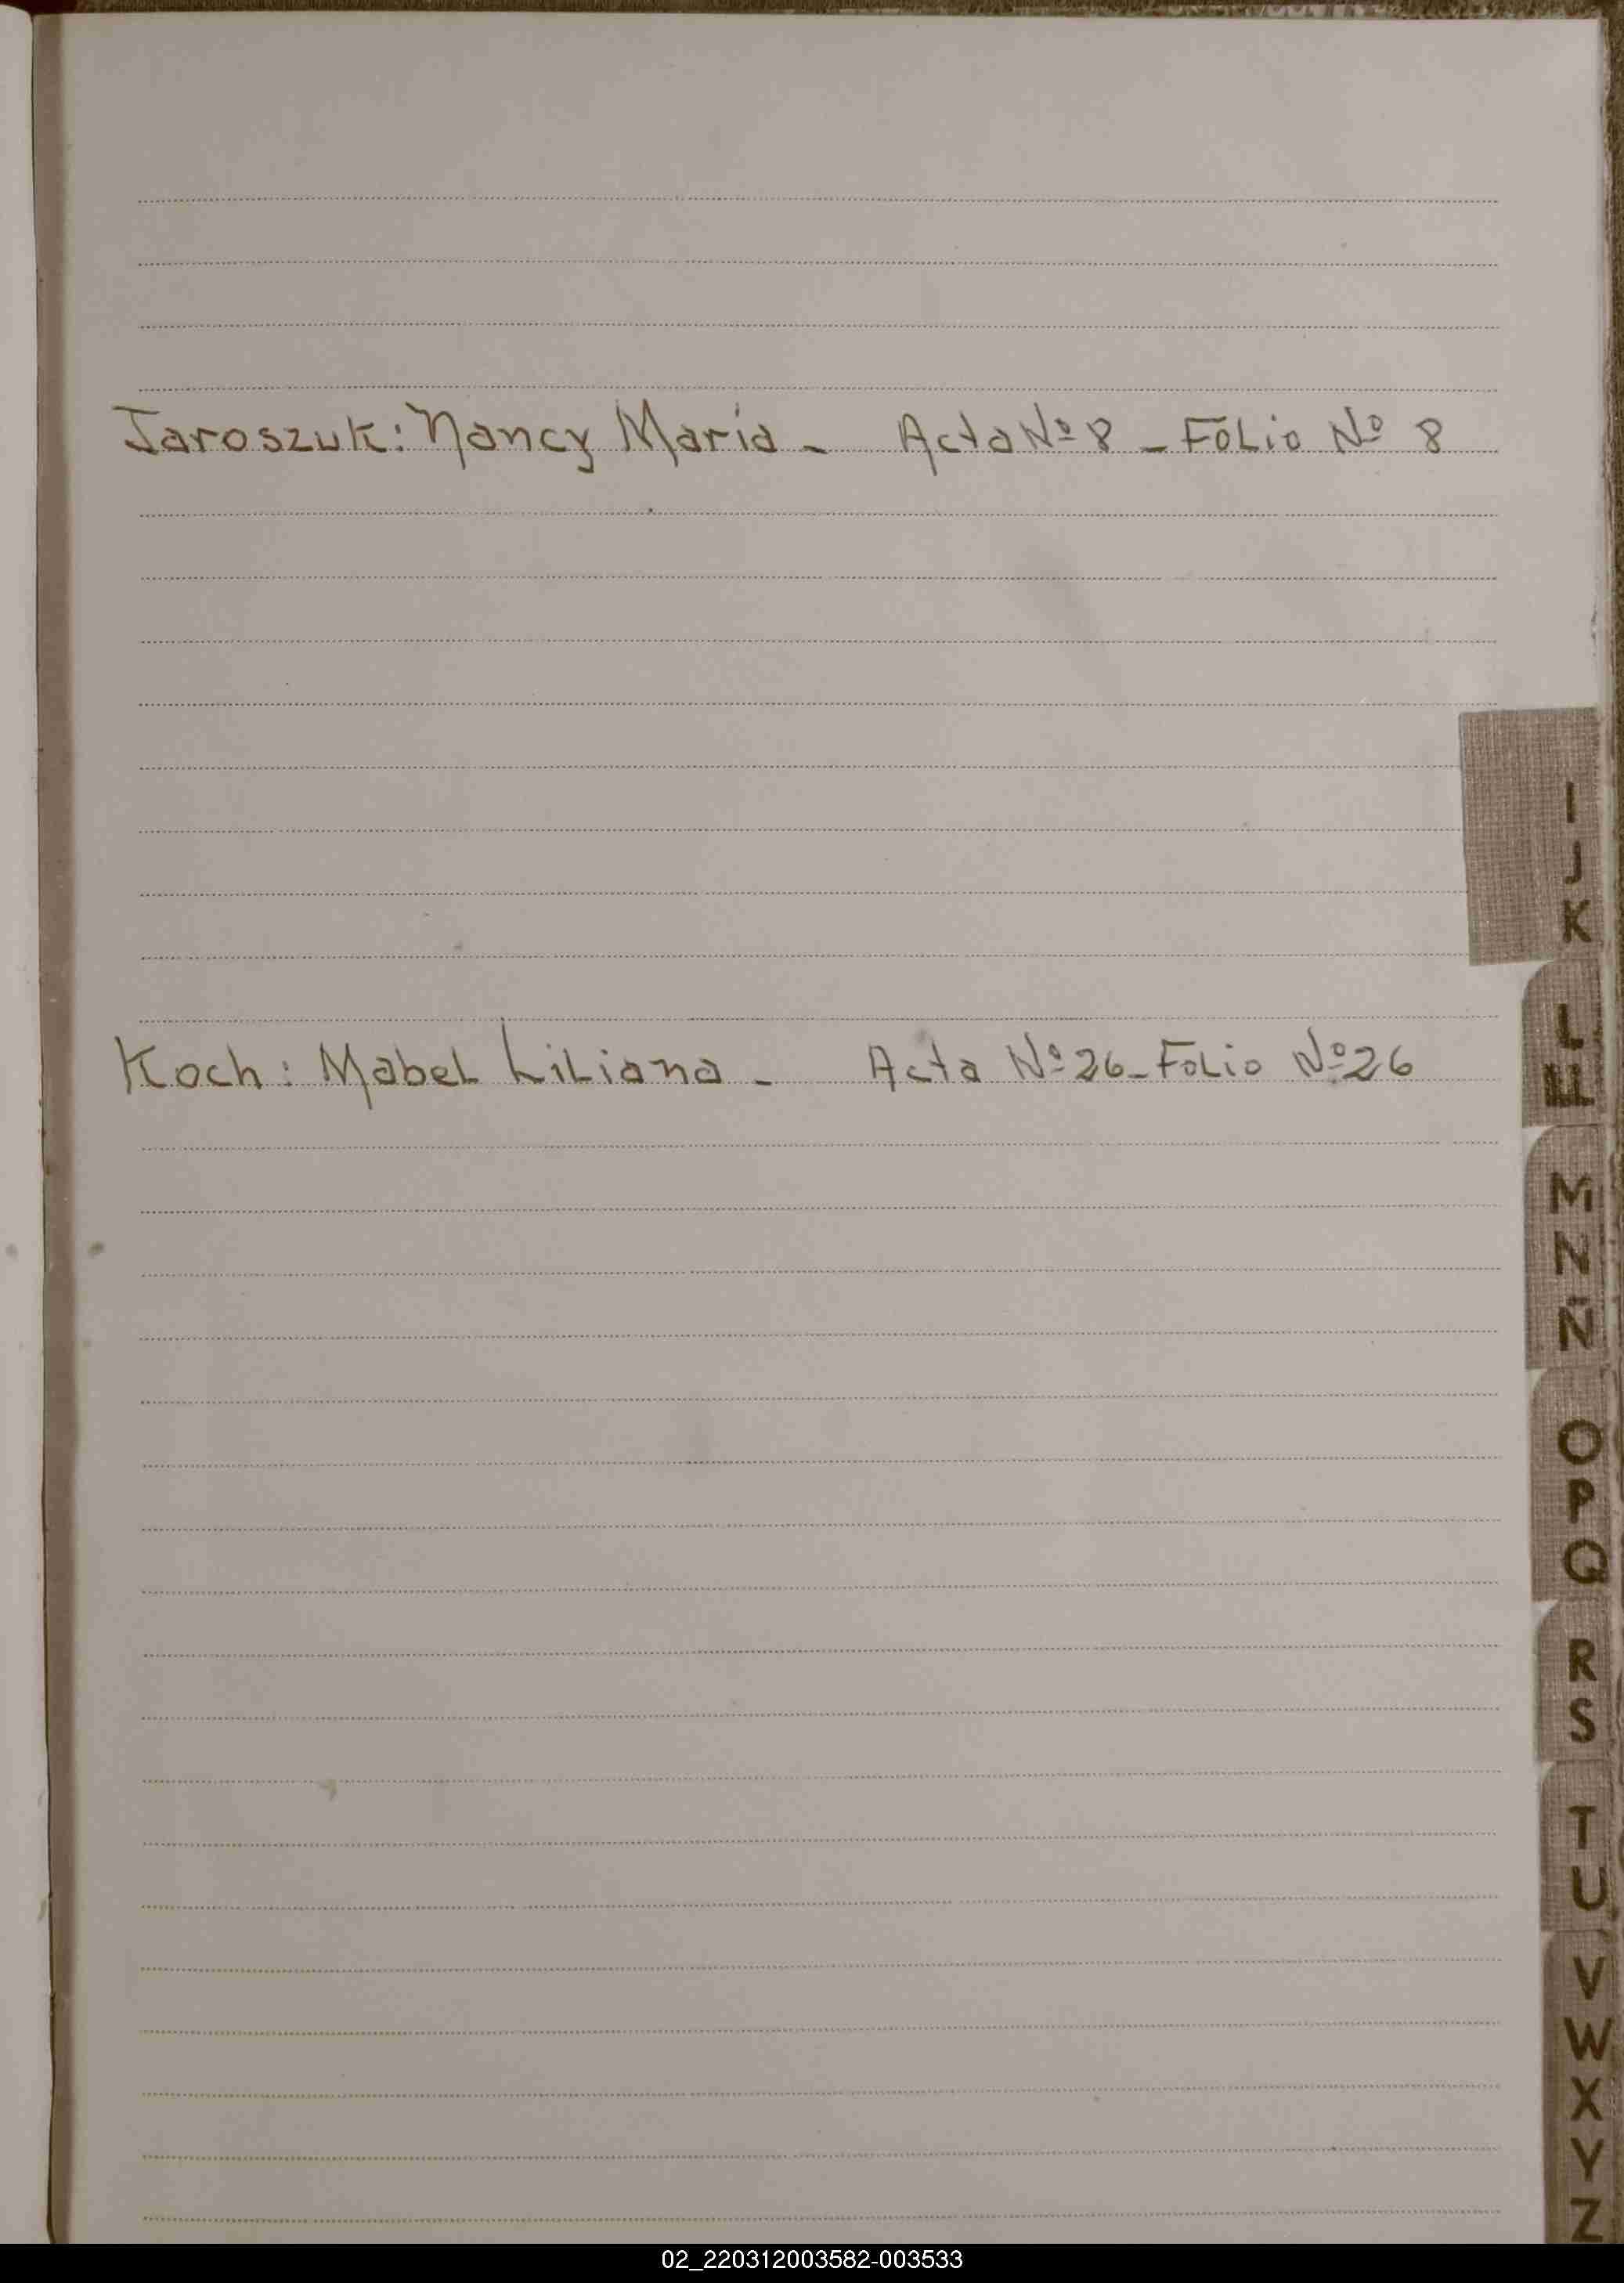 Jaroszuk: Nancy María - Acta Nº 8 - Folio Nº 8
I
J
K
Koch: Mabel Liliana - Acta Nº 26 - Folio Nº 26
L
LL
M
N
Ñ
O
P
Q
R
S
T
U
V
W
X
Y
Z
02_220312003582-003533